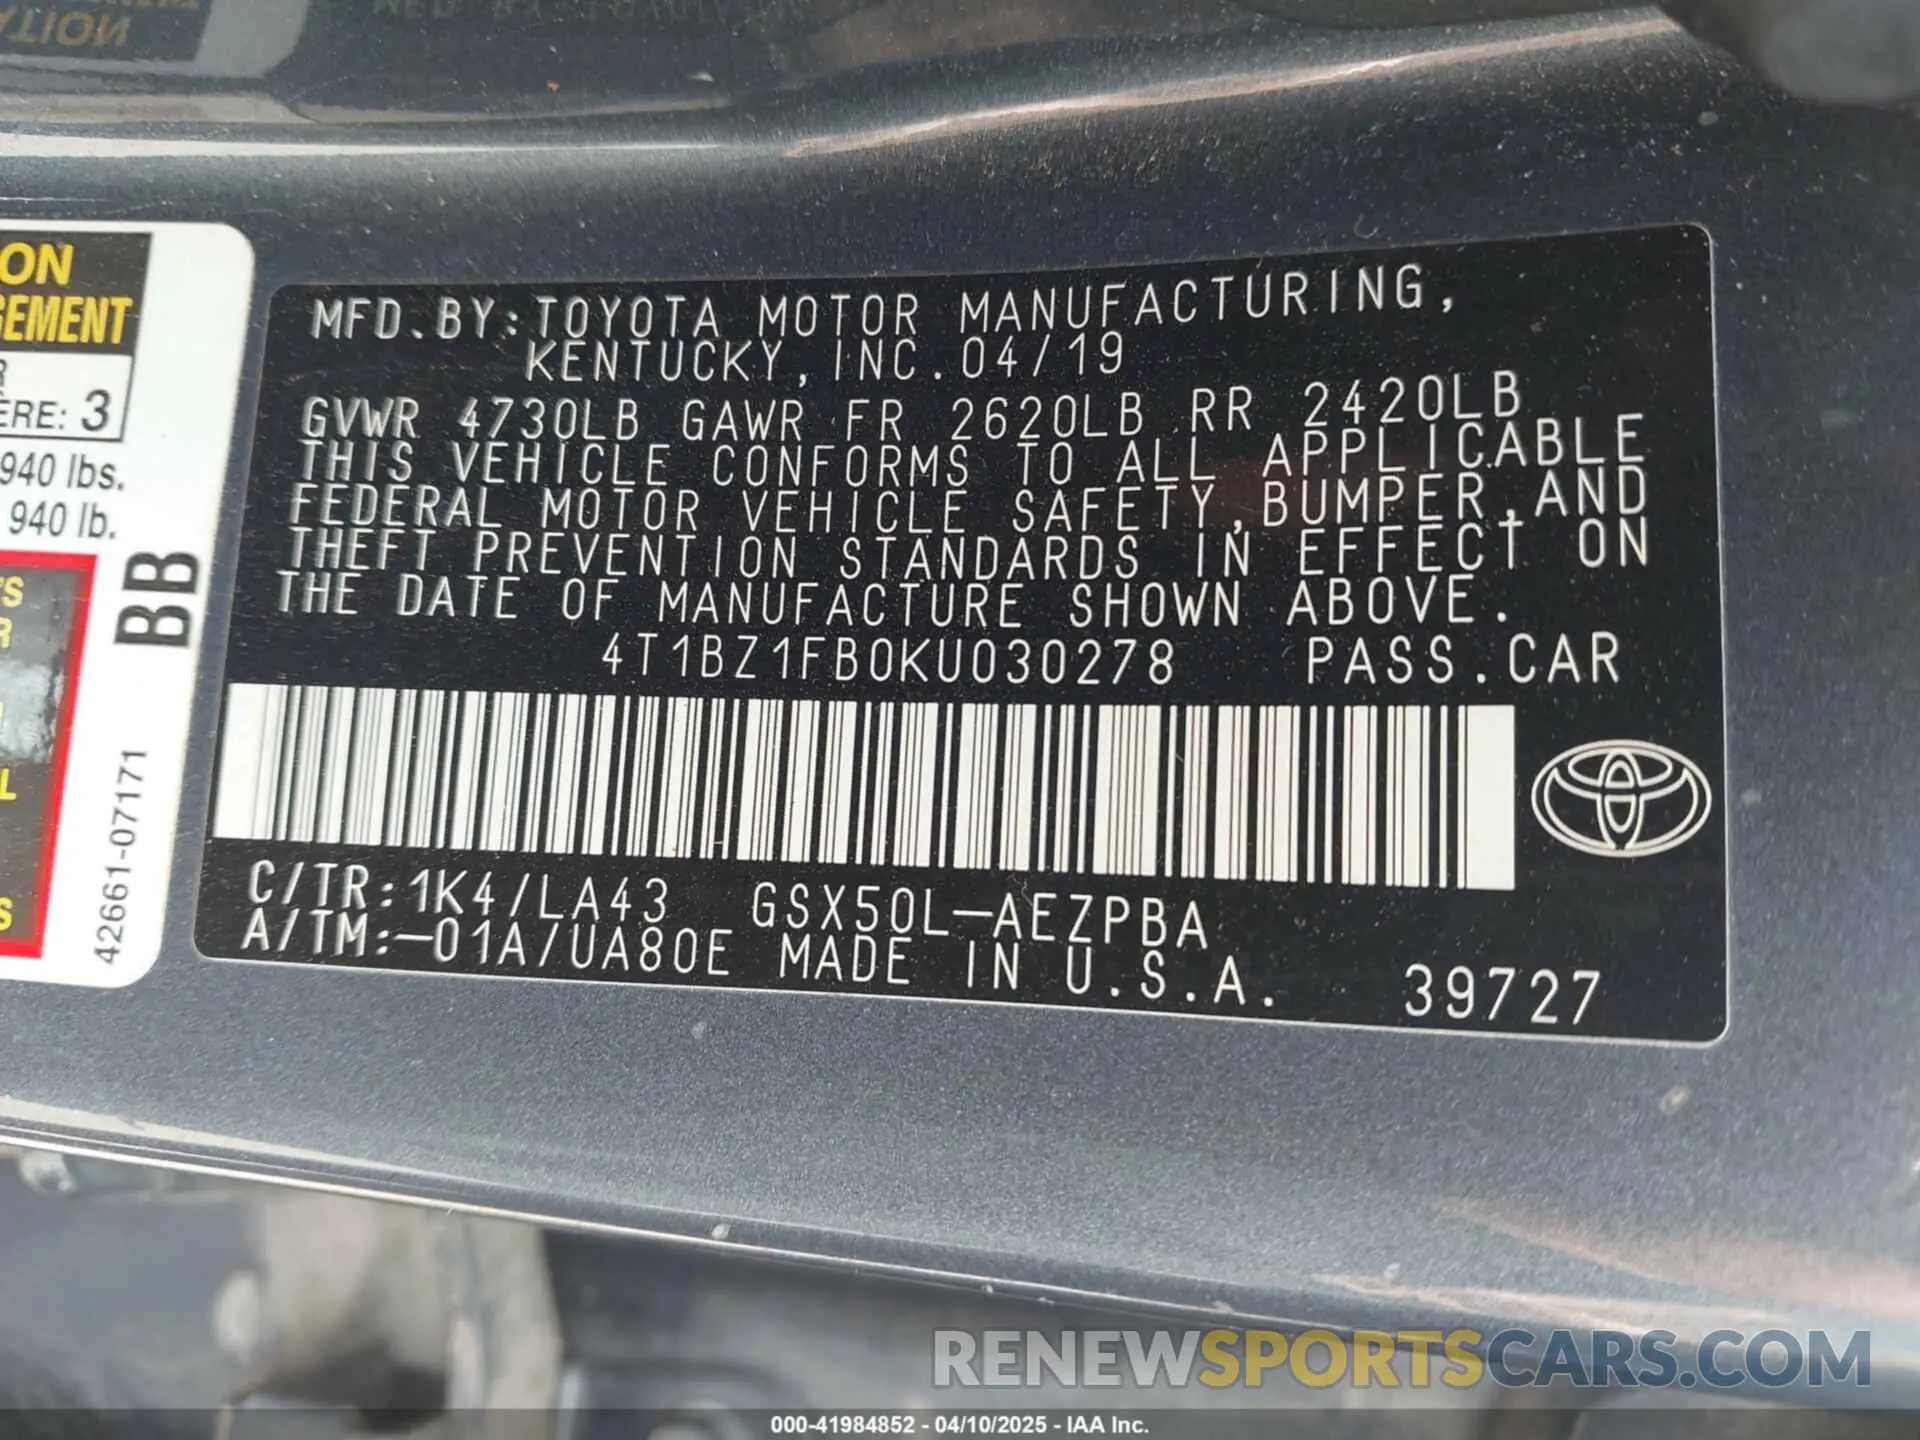 ATION
ON
GEMENT
ERE: 3
940 lbs.
940 lb.
BB
42661-07171
MFD.BY:TOYOTA MOTOR MANUFACTURING,
KENTUCKY, INC. 04/19
GVWR 4730LB GAWR FR 2620LB RR 2420LB
THIS VEHICLE CONFORMS TO ALL APPLICABLE
FEDERAL MOTOR VEHICLE SAFETY,BUMPER,AND
THEFT PREVENTION STANDARDS IN EFFECT ON
THE DATE OF MANUFACTURE SHOWN ABOVE.
4T1BZ1FB0KU030278 PASS.CAR
C/TR:1K4/LA43 GSX50L-AEZPBA
A/TM:-01A/UA80E MADE IN U.S.A. 39727
RENEWSPORTSCARS.COM
000-41984852 - 04/10/2025 - IAA Inc.